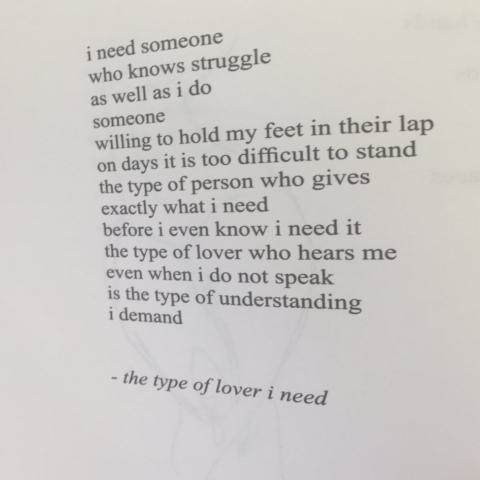 i need someone
who knows struggle
as well as i do
someone
willing to hold my feet in their lap
on days it is too difficult to stand
the type of person who gives
exactly what i need
before i even know i need it
the type of lover who hears me
even when i do not speak
is the type of understanding
i demand
- the type of lover i need